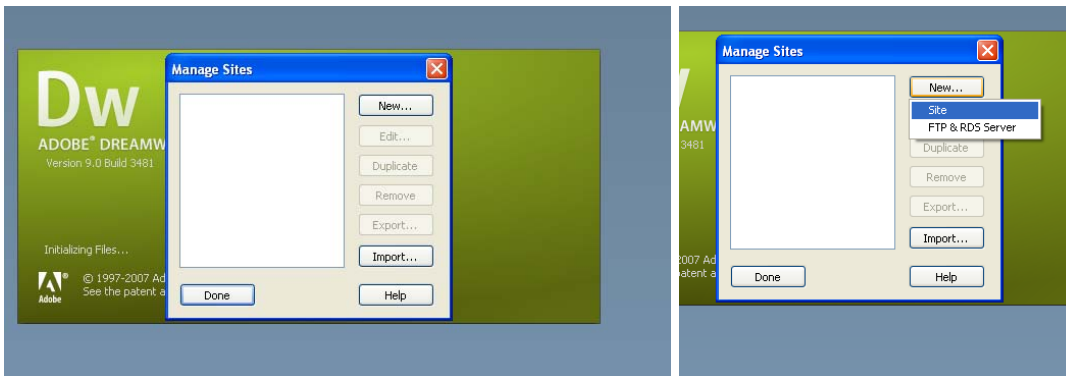 Manage Sites
Dw
ADOBE® DREAMW
Version 9.0 Build 3481
New...
Edit...
Duplicate
Remove
Export...
Import...
Initializing Files...
© 1997-2007 Ad
See the patent a
Adobe
Done
Help
Manage Sites
w
AMW
3481
New...
Site
FTP & RDS Server
Duplicate
Remove
Export...
Import...
2007 Ad
patent a
Done
Help